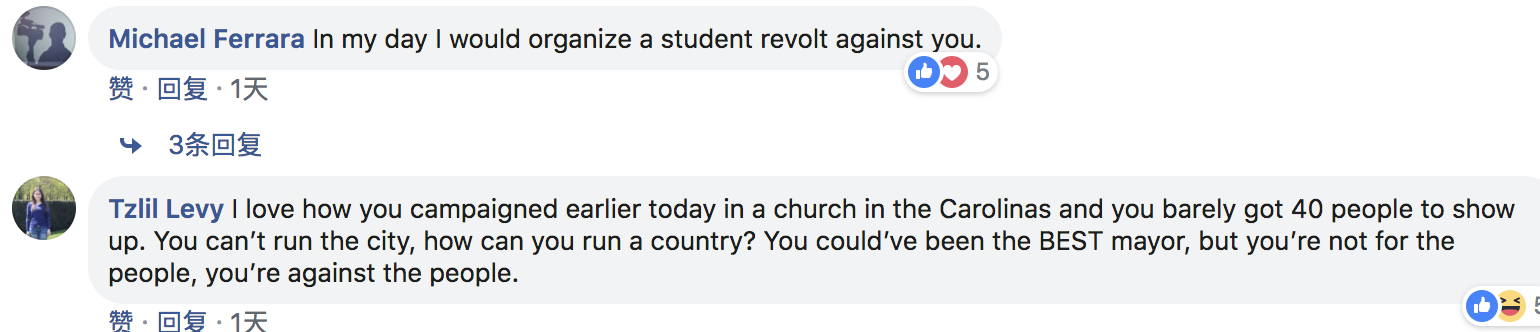 Michael Ferrara In my day I would organize a student revolt against you.
5
赞 · 回复 · 1天
3条回复
Tzlil Levy I love how you campaigned earlier today in a church in the Carolinas and you barely got 40 people to show
up. You can’t run the city, how can you run a country? You could’ve been the BEST mayor, but you’re not for the
people, you’re against the people.
赞 · 回复 · 1天